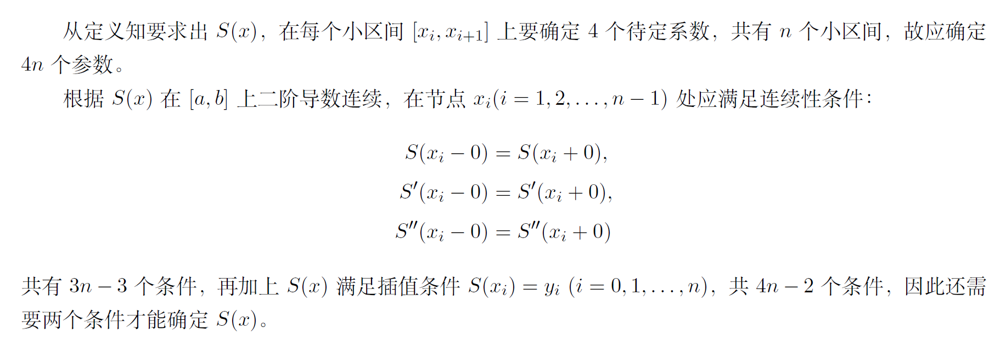 从定义知要求出 S(x)，在每个小区间 [x_i, x_{i+1}] 上要确定 4 个待定系数，共有 n 个小区间，故应确定
4n 个参数。
根据 S(x) 在 [a, b] 上二阶导数连续，在节点 x_i(i = 1, 2, . . . , n − 1) 处应满足连续性条件：
S(x_i − 0) = S(x_i + 0),
S′(x_i − 0) = S′(x_i + 0),
S″(x_i − 0) = S″(x_i + 0)
共有 3n − 3 个条件，再加上 S(x) 满足插值条件 S(x_i) = y_i (i = 0, 1, . . . , n)，共 4n − 2 个条件，因此还需
要两个条件才能确定 S(x)。